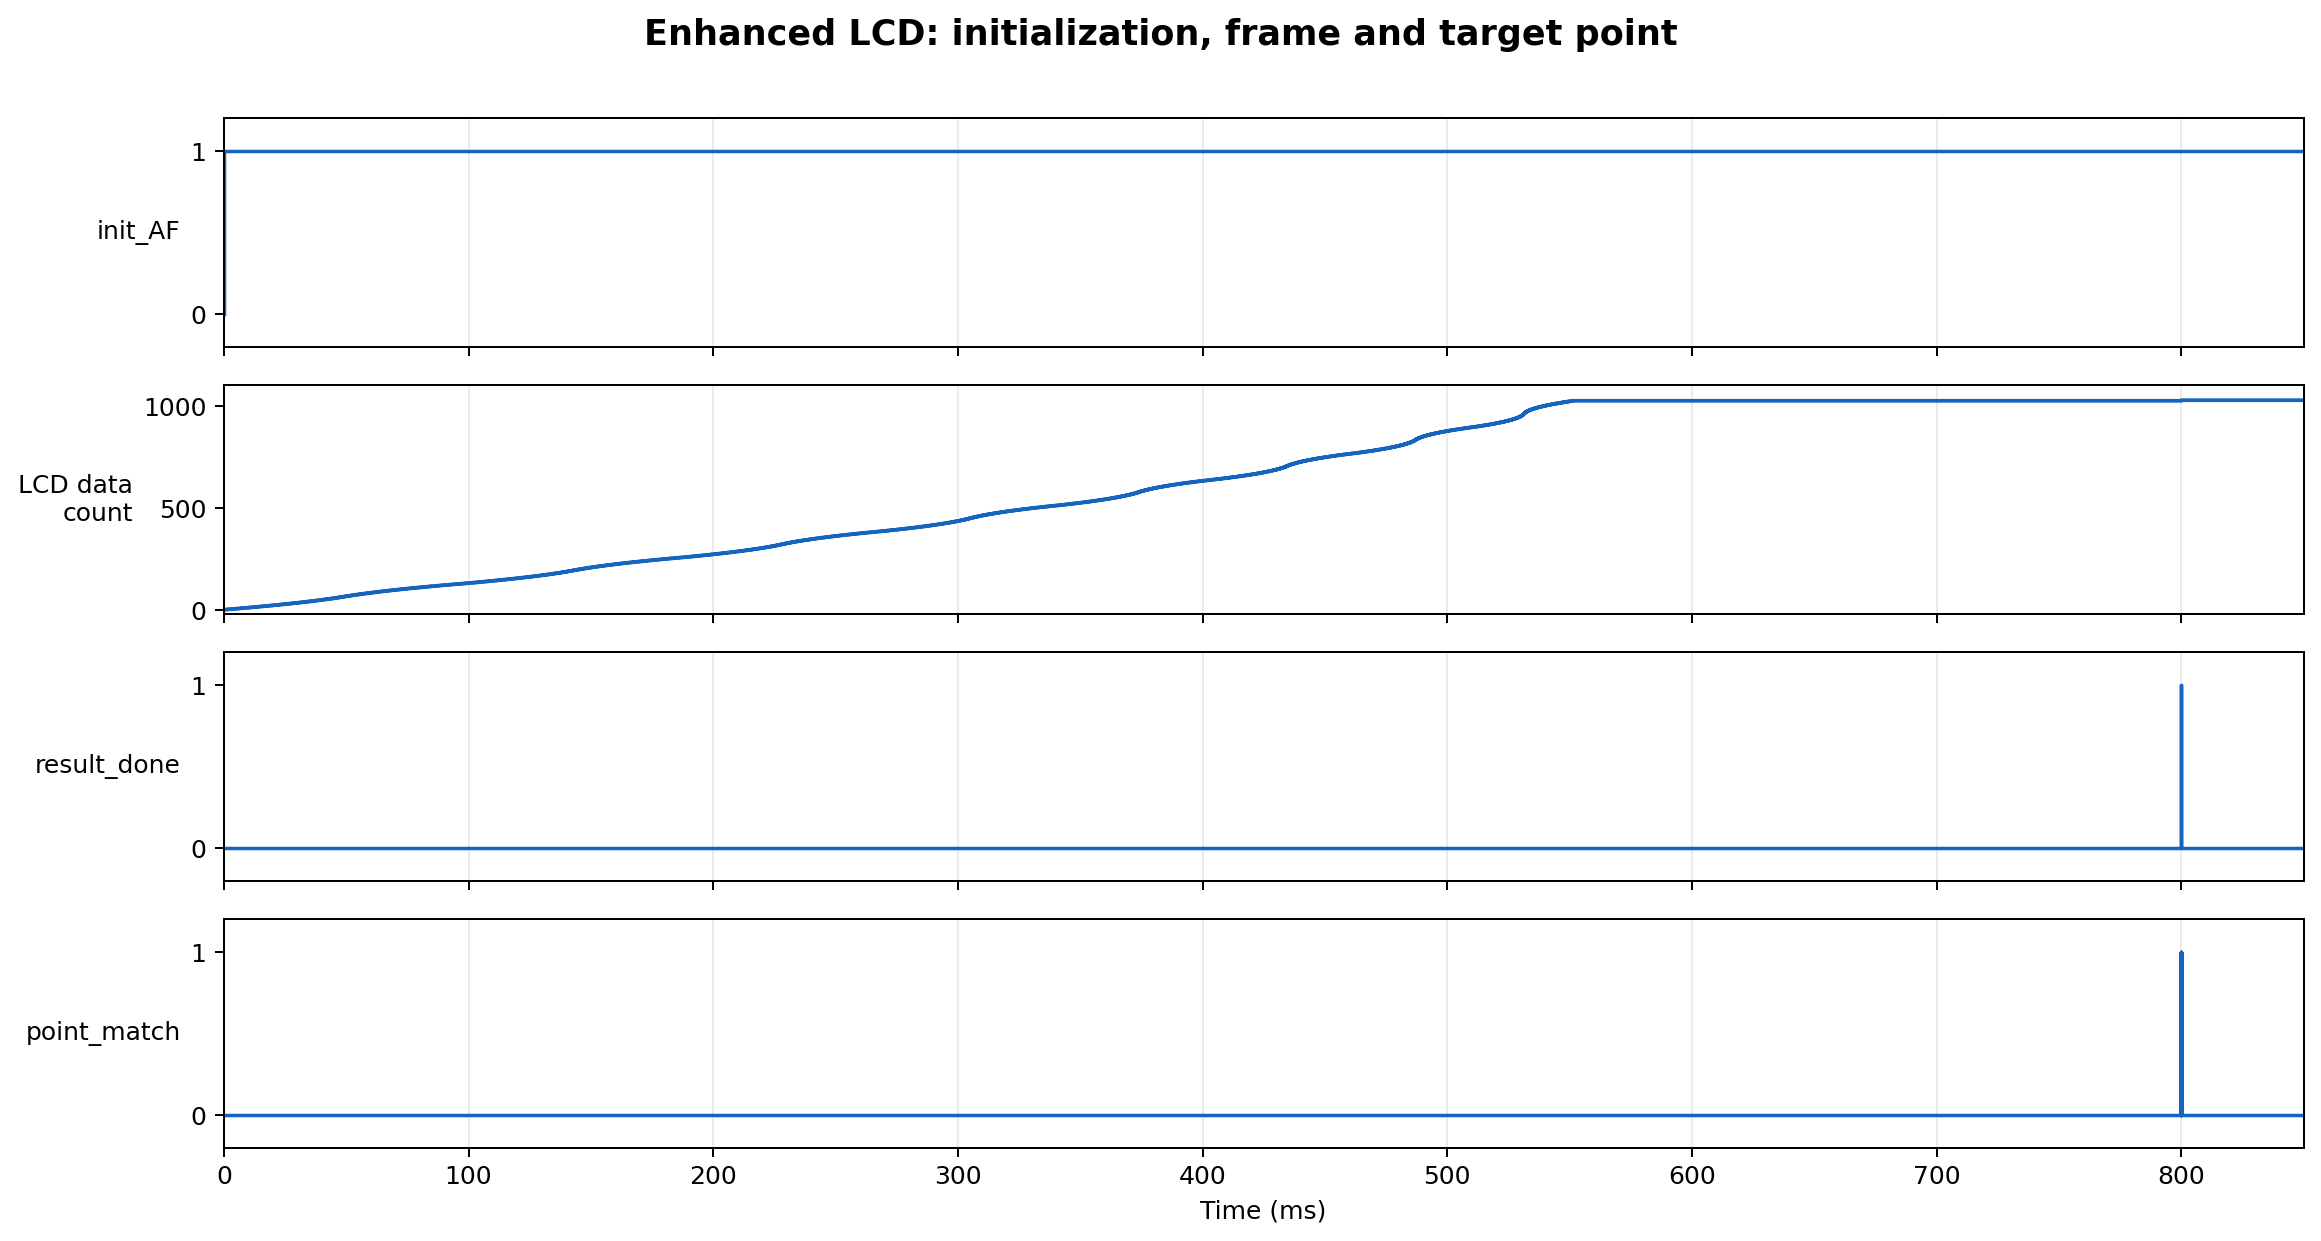 Enhanced LCD: initialization, frame and target point
1
init_AF
0
1000
LCD data
count
500
0
1
result_done
0
1
point_match
0
0 100 200 300 400 500 600 700 800
Time (ms)